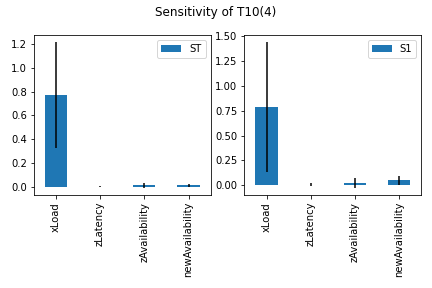 Sensitivity of T10(4)
1.2
1.0
0.8
0.6
0.4
0.2
0.0
ST
xLoad
zLatency
zAvailability
newAvailability
1.50
1.25
1.00
0.75
0.50
0.25
0.00
S1
xLoad
zLatency
zAvailability
newAvailability